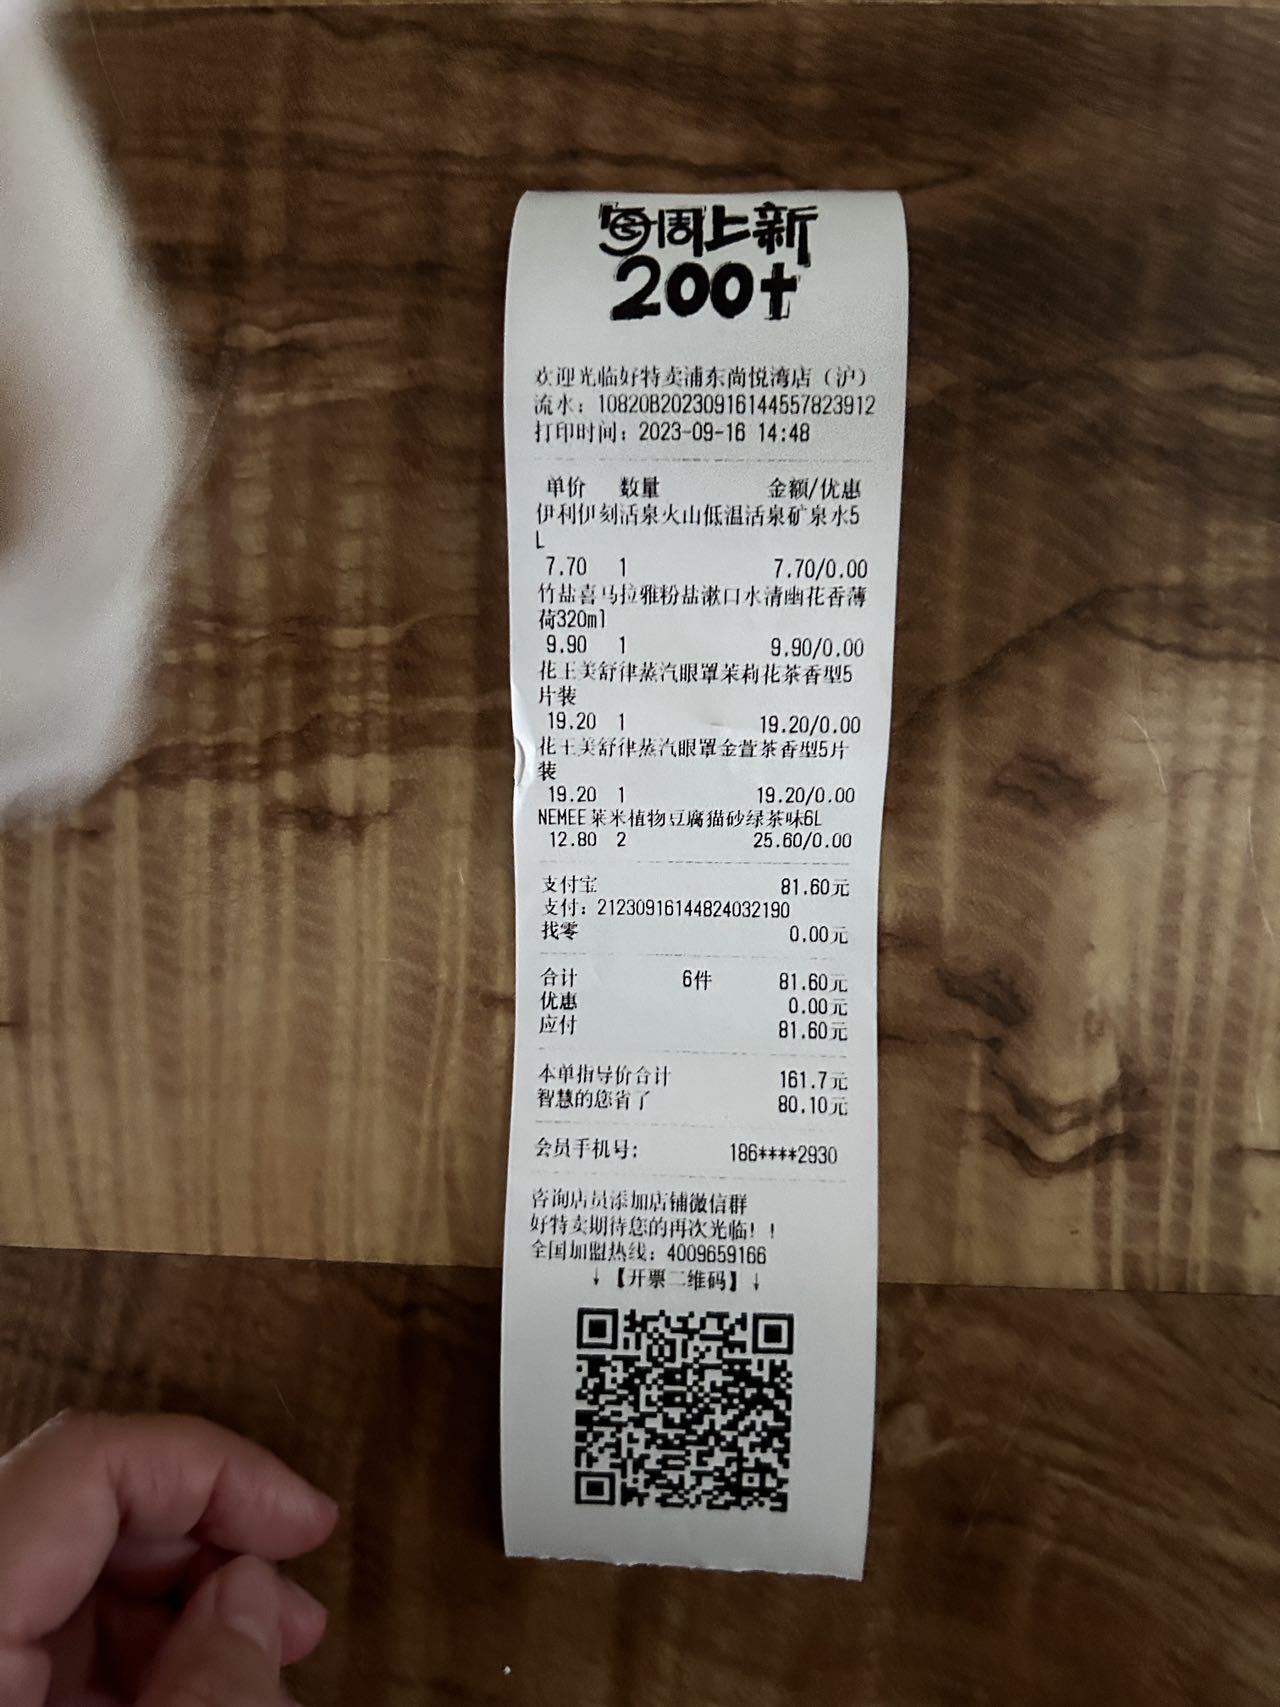 每周上新
200+
欢迎光临好特卖浦东尚悦湾店（沪）
流水：10820820230916144557823912
打印时间：2023-09-16 14:48
单价 数量 金额/优惠
伊利伊刻活泉火山低温活泉矿泉水5
L
7.70 1 7.70/0.00
竹盐喜马拉雅粉盐漱口水清幽花香薄
荷320ml
9.90 1 9.90/0.00
花王美舒律蒸汽眼罩茉莉花茶香型5
片装
19.20 1 19.20/0.00
花王美舒律蒸汽眼罩金萱茶香型5片
装
19.20 1 19.20/0.00
NEMEE莱米植物豆腐猫砂绿茶味6L
12.80 2 25.60/0.00
支付宝 81.60元
支付：21230916144824032190
找零 0.00元
合计 6件 81.60元
优惠 0.00元
应付 81.60元
本单指导价合计 161.7元
智慧的您省了 80.10元
会员手机号： 186****2930
咨询店员添加店铺微信群
好特卖期待您的再次光临！！
全国加盟热线：4009659166
↓【开票二维码】↓